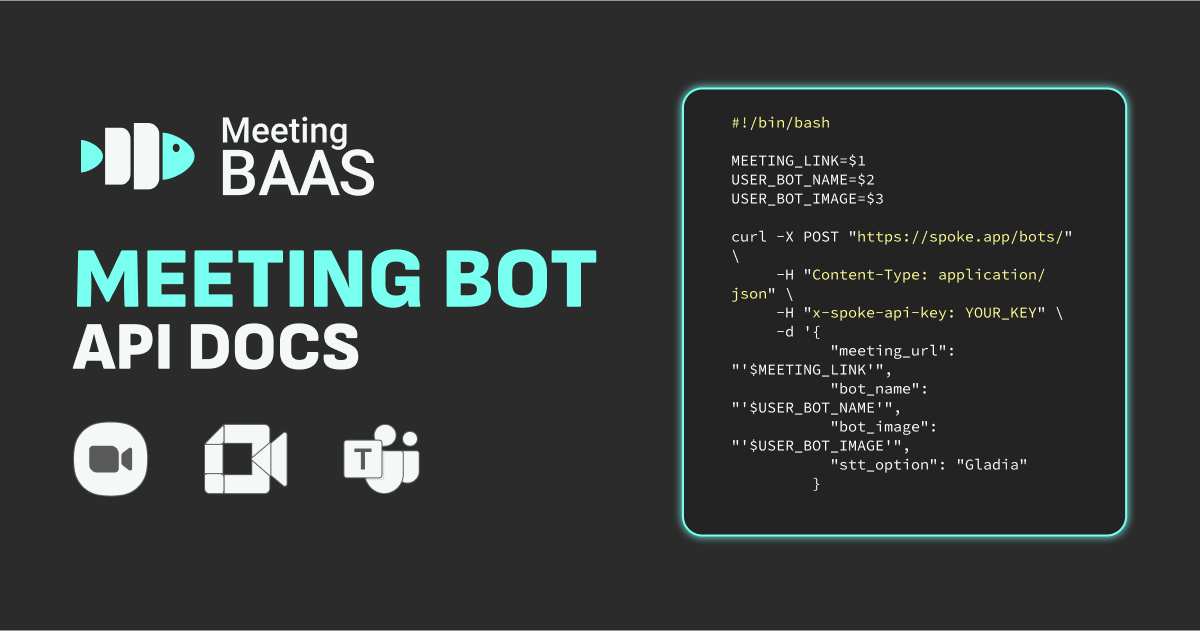 Meeting
BAAS
MEETING BOT
API DOCS
T
#!/bin/bash
MEETING_LINK=$1
USER_BOT_NAME=$2
USER_BOT_IMAGE=$3
curl -X POST "https://spoke.app/bots/"
\
-H "Content-Type: application/
json" \
-H "x-spoke-api-key: YOUR_KEY" \
-d '{
"meeting_url":
"'$MEETING_LINK'",
"bot_name":
"'$USER_BOT_NAME'",
"bot_image":
"'$USER_BOT_IMAGE'",
"stt_option": "Gladia"
}